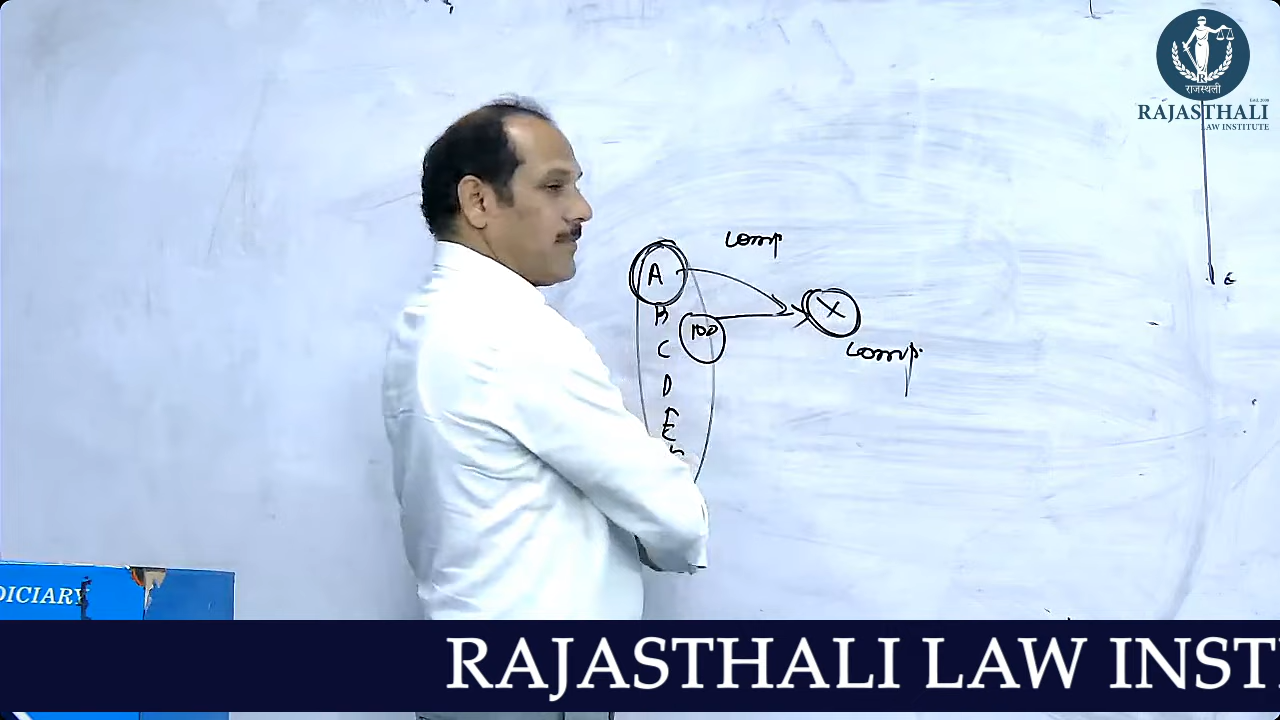 राजस्थली
RAJASTHALI
LAW INSTITUTE
comp
A
X
B
100
C
comp.
D
E
DICIARY
RAJASTHALI LAW INST